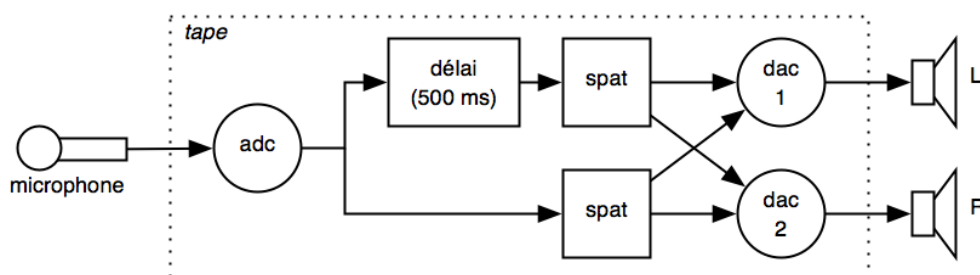 tape
délai
(500 ms)
spat
dac
1
L
adc
microphone
spat
dac
2